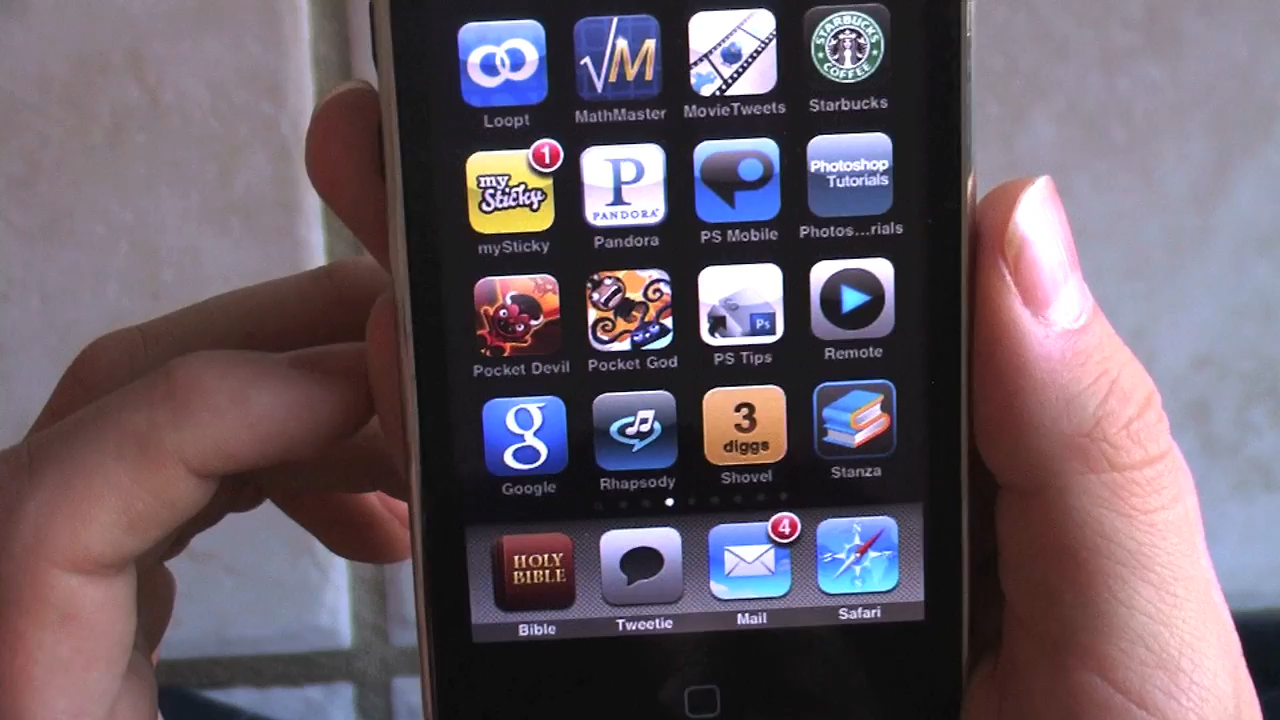 Loopt
√M
MathMaster
MovieTweets
STARBUCKS
COFFEE
Starbucks
1
my
Sticky
mySticky
P
PANDORA
Pandora
PS Mobile
Photoshop
Tutorials
Photos...rials
Pocket Devil
Pocket God
S
Ps
PS Tips
Remote
g
Google
Rhapsody
3
diggs
Shovel
Stanza
HOLY
BIBLE
Bible
Tweetie
4
Mail
N
S
Safari